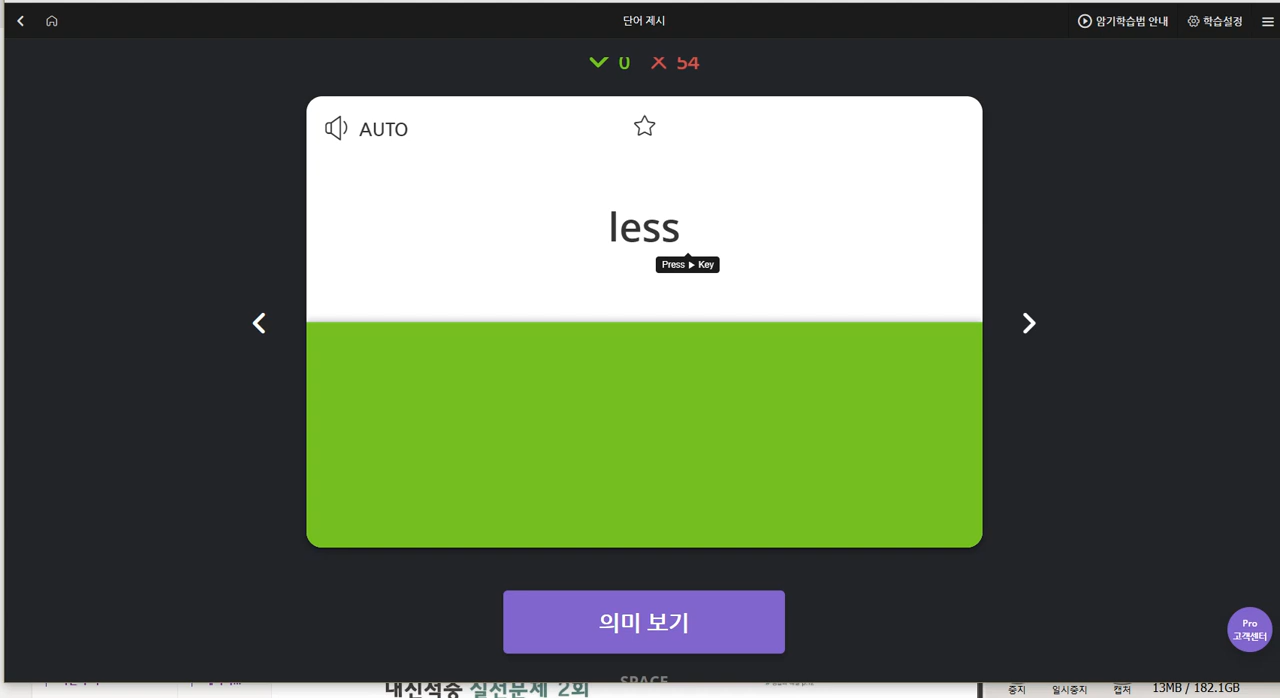 단어 제시
암기학습법 안내
학습설정
0
54
AUTO
less
Press ▶ Key
의미 보기
Pro
고객센터
SPACE
내신적중 실전문제 2회
중지
일시중지
캡처
13MB / 182.1GB